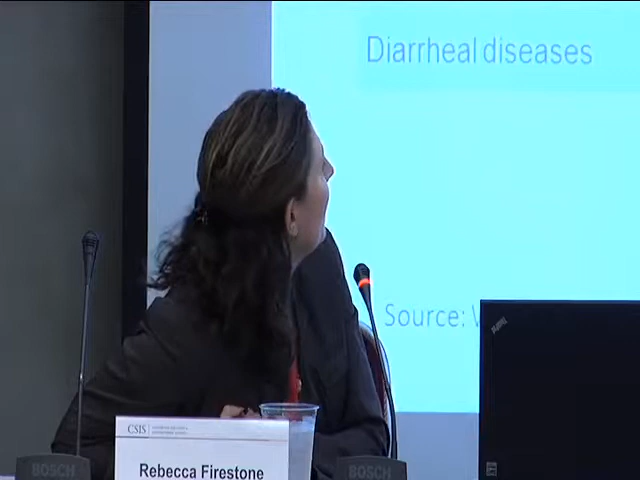 Diarrheal diseases
Source:
CSIS
Rebecca Firestone
BOSCH
BOSCH